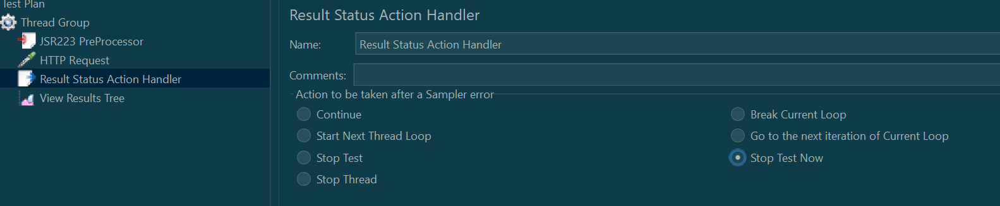 Test Plan
Thread Group
JSR223 PreProcessor
HTTP Request
Result Status Action Handler
View Results Tree
Result Status Action Handler
Name: Result Status Action Handler
Comments:
Action to be taken after a Sampler error
Continue
Break Current Loop
Start Next Thread Loop
Go to the next iteration of Current Loop
Stop Test
Stop Test Now
Stop Thread